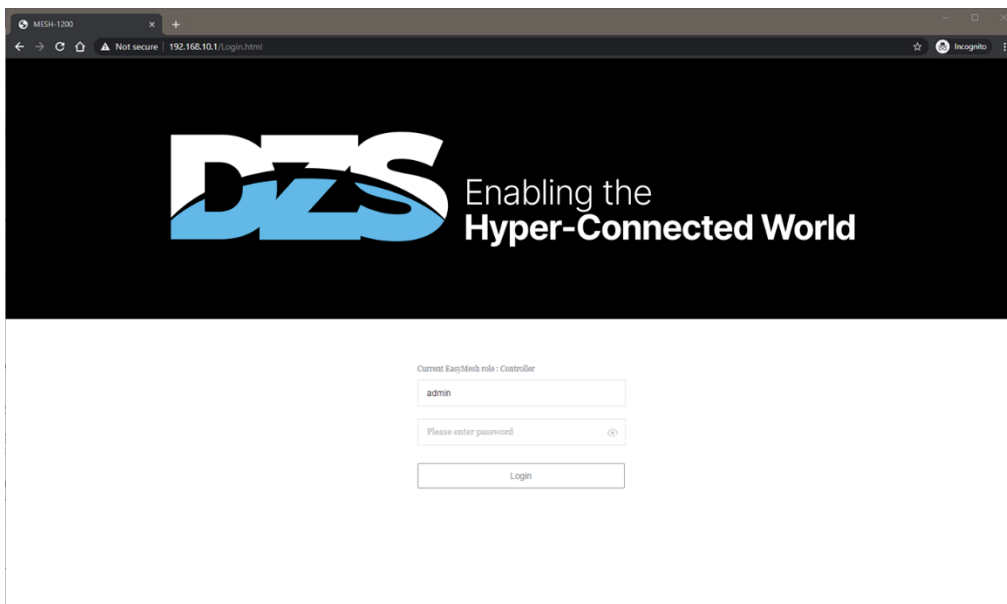 MESH-1200
Not secure | 192.168.10.1/Login.html
Incognito
DZS
Enabling the
Hyper-Connected World
Current EasyMesh role : Controller
admin
Please enter password
Login